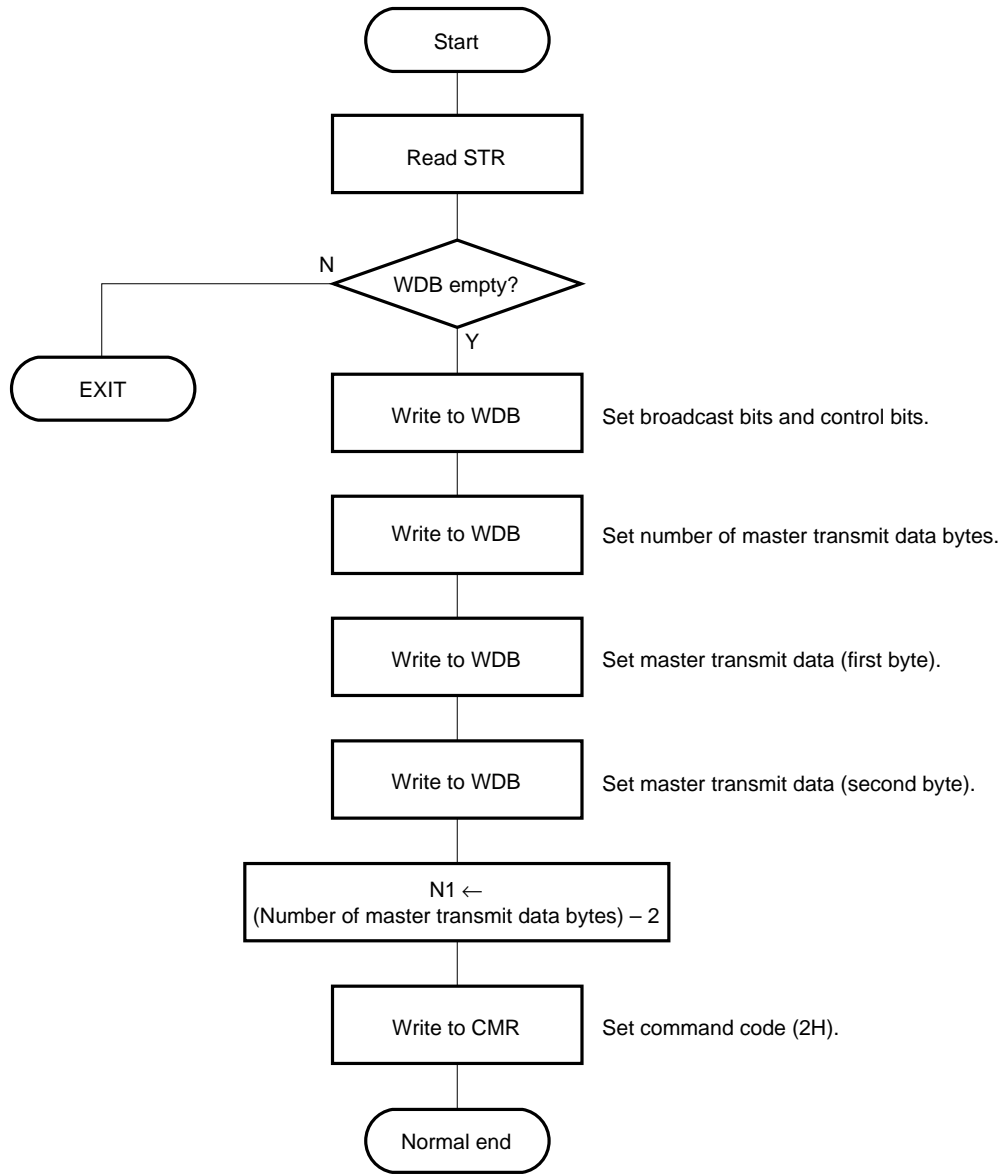 Start
Read STR
N
WDB empty?
Y
EXIT
Write to WDB
Set broadcast bits and control bits.
Write to WDB
Set number of master transmit data bytes.
Write to WDB
Set master transmit data (first byte).
Write to WDB
Set master transmit data (second byte).
N1 ←
(Number of master transmit data bytes) – 2
Write to CMR
Set command code (2H).
Normal end